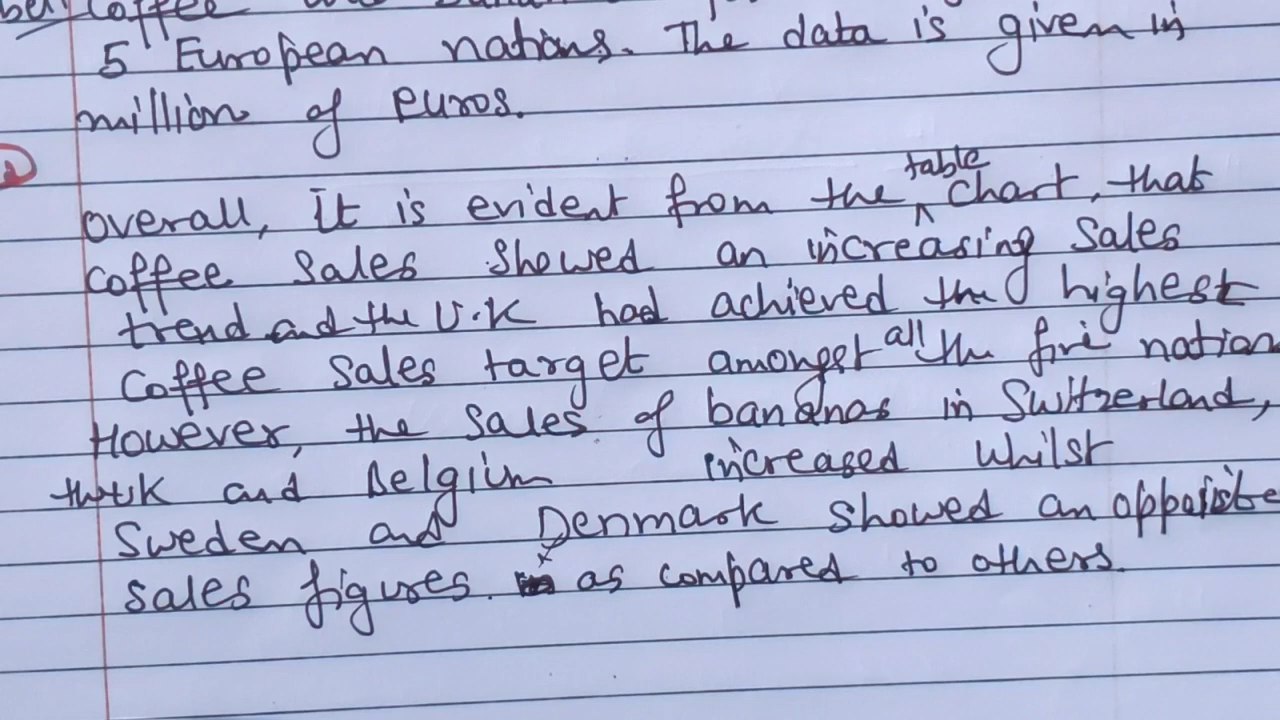 Coffee
5 European nations. The data is given in
million of euros.
overall, it is evident from the table chart, that
coffee sales showed an increasing sales
trend and the U.K had achieved the highest
Coffee sales target amongst all the five nation
However, the sales of bananas in Switzerland,
the UK and Belgium increased whilst
Sweden and Denmark showed an opposite
sales figures. as compared to others.